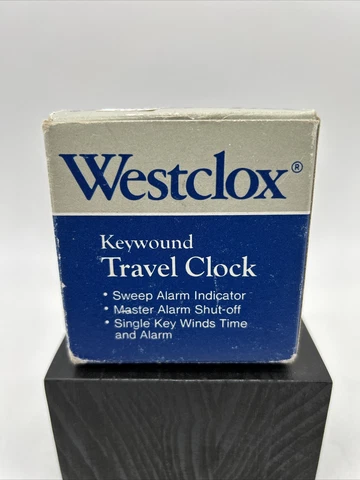 Westclox®
Keywound
Travel Clock
• Sweep Alarm Indicator
• Master Alarm Shut-off
• Single Key Winds Time
and Alarm